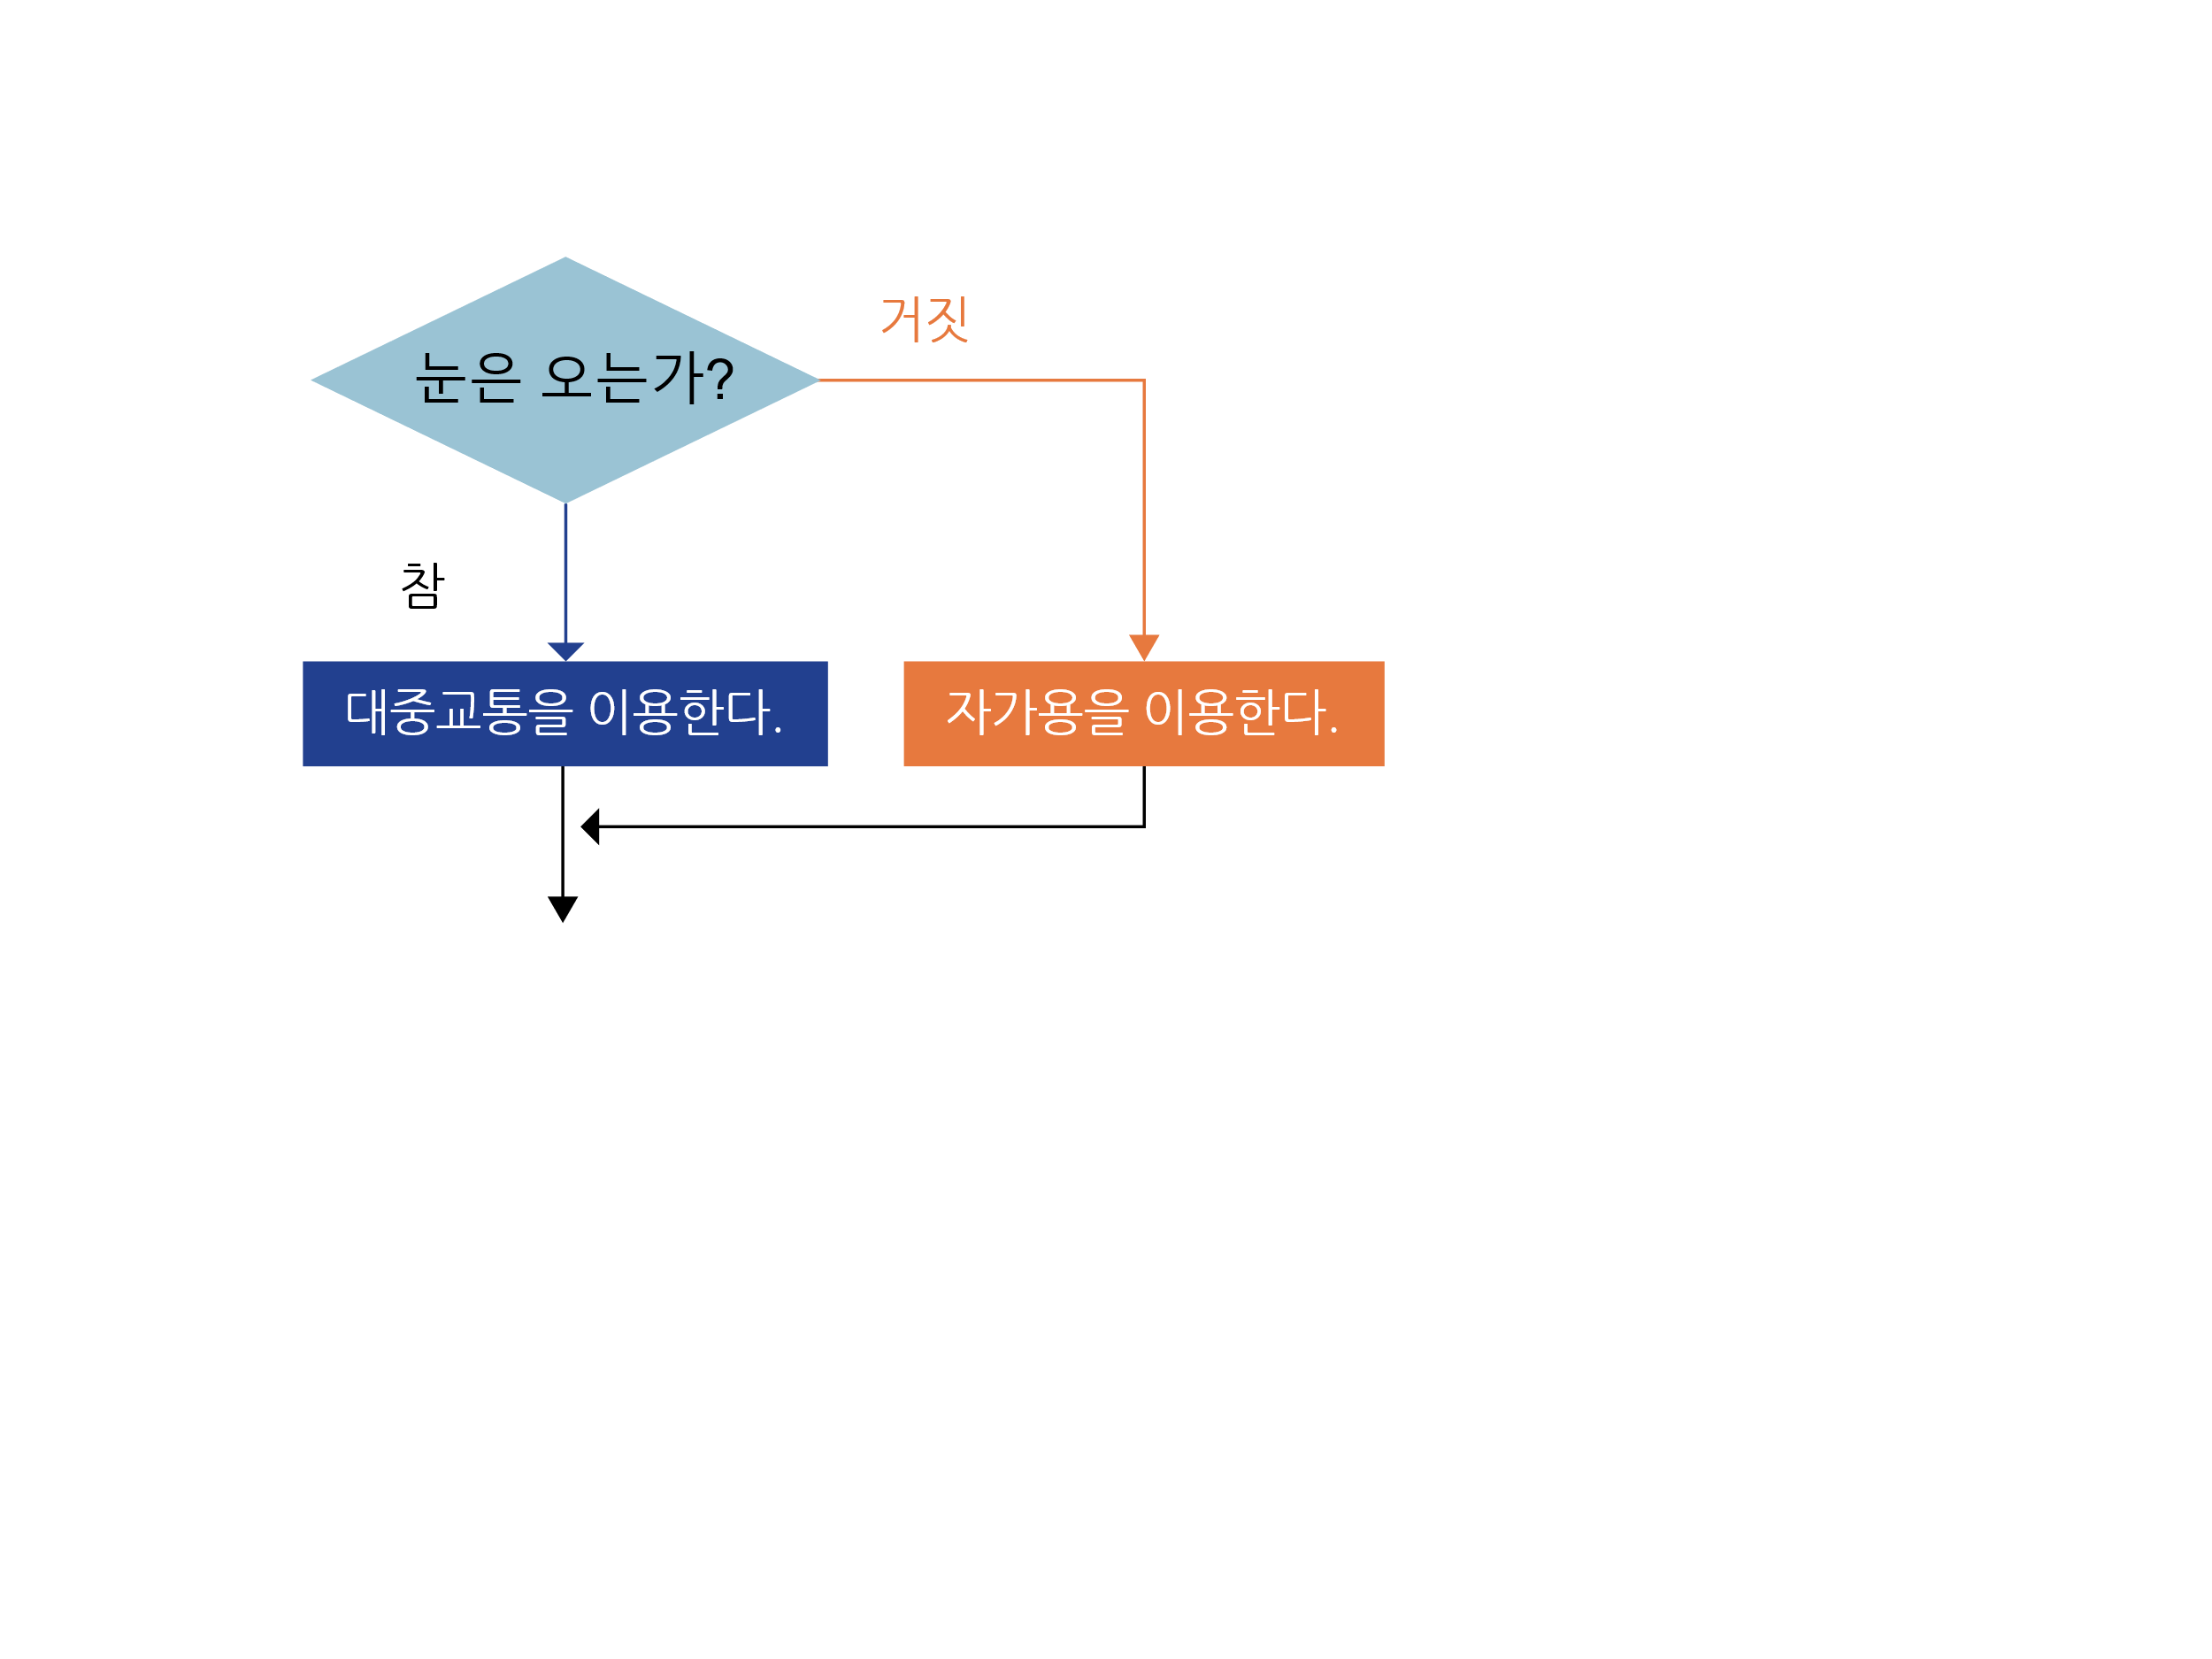 거짓
눈은 오는가?
참
대중교통을 이용한다.
자가용을 이용한다.